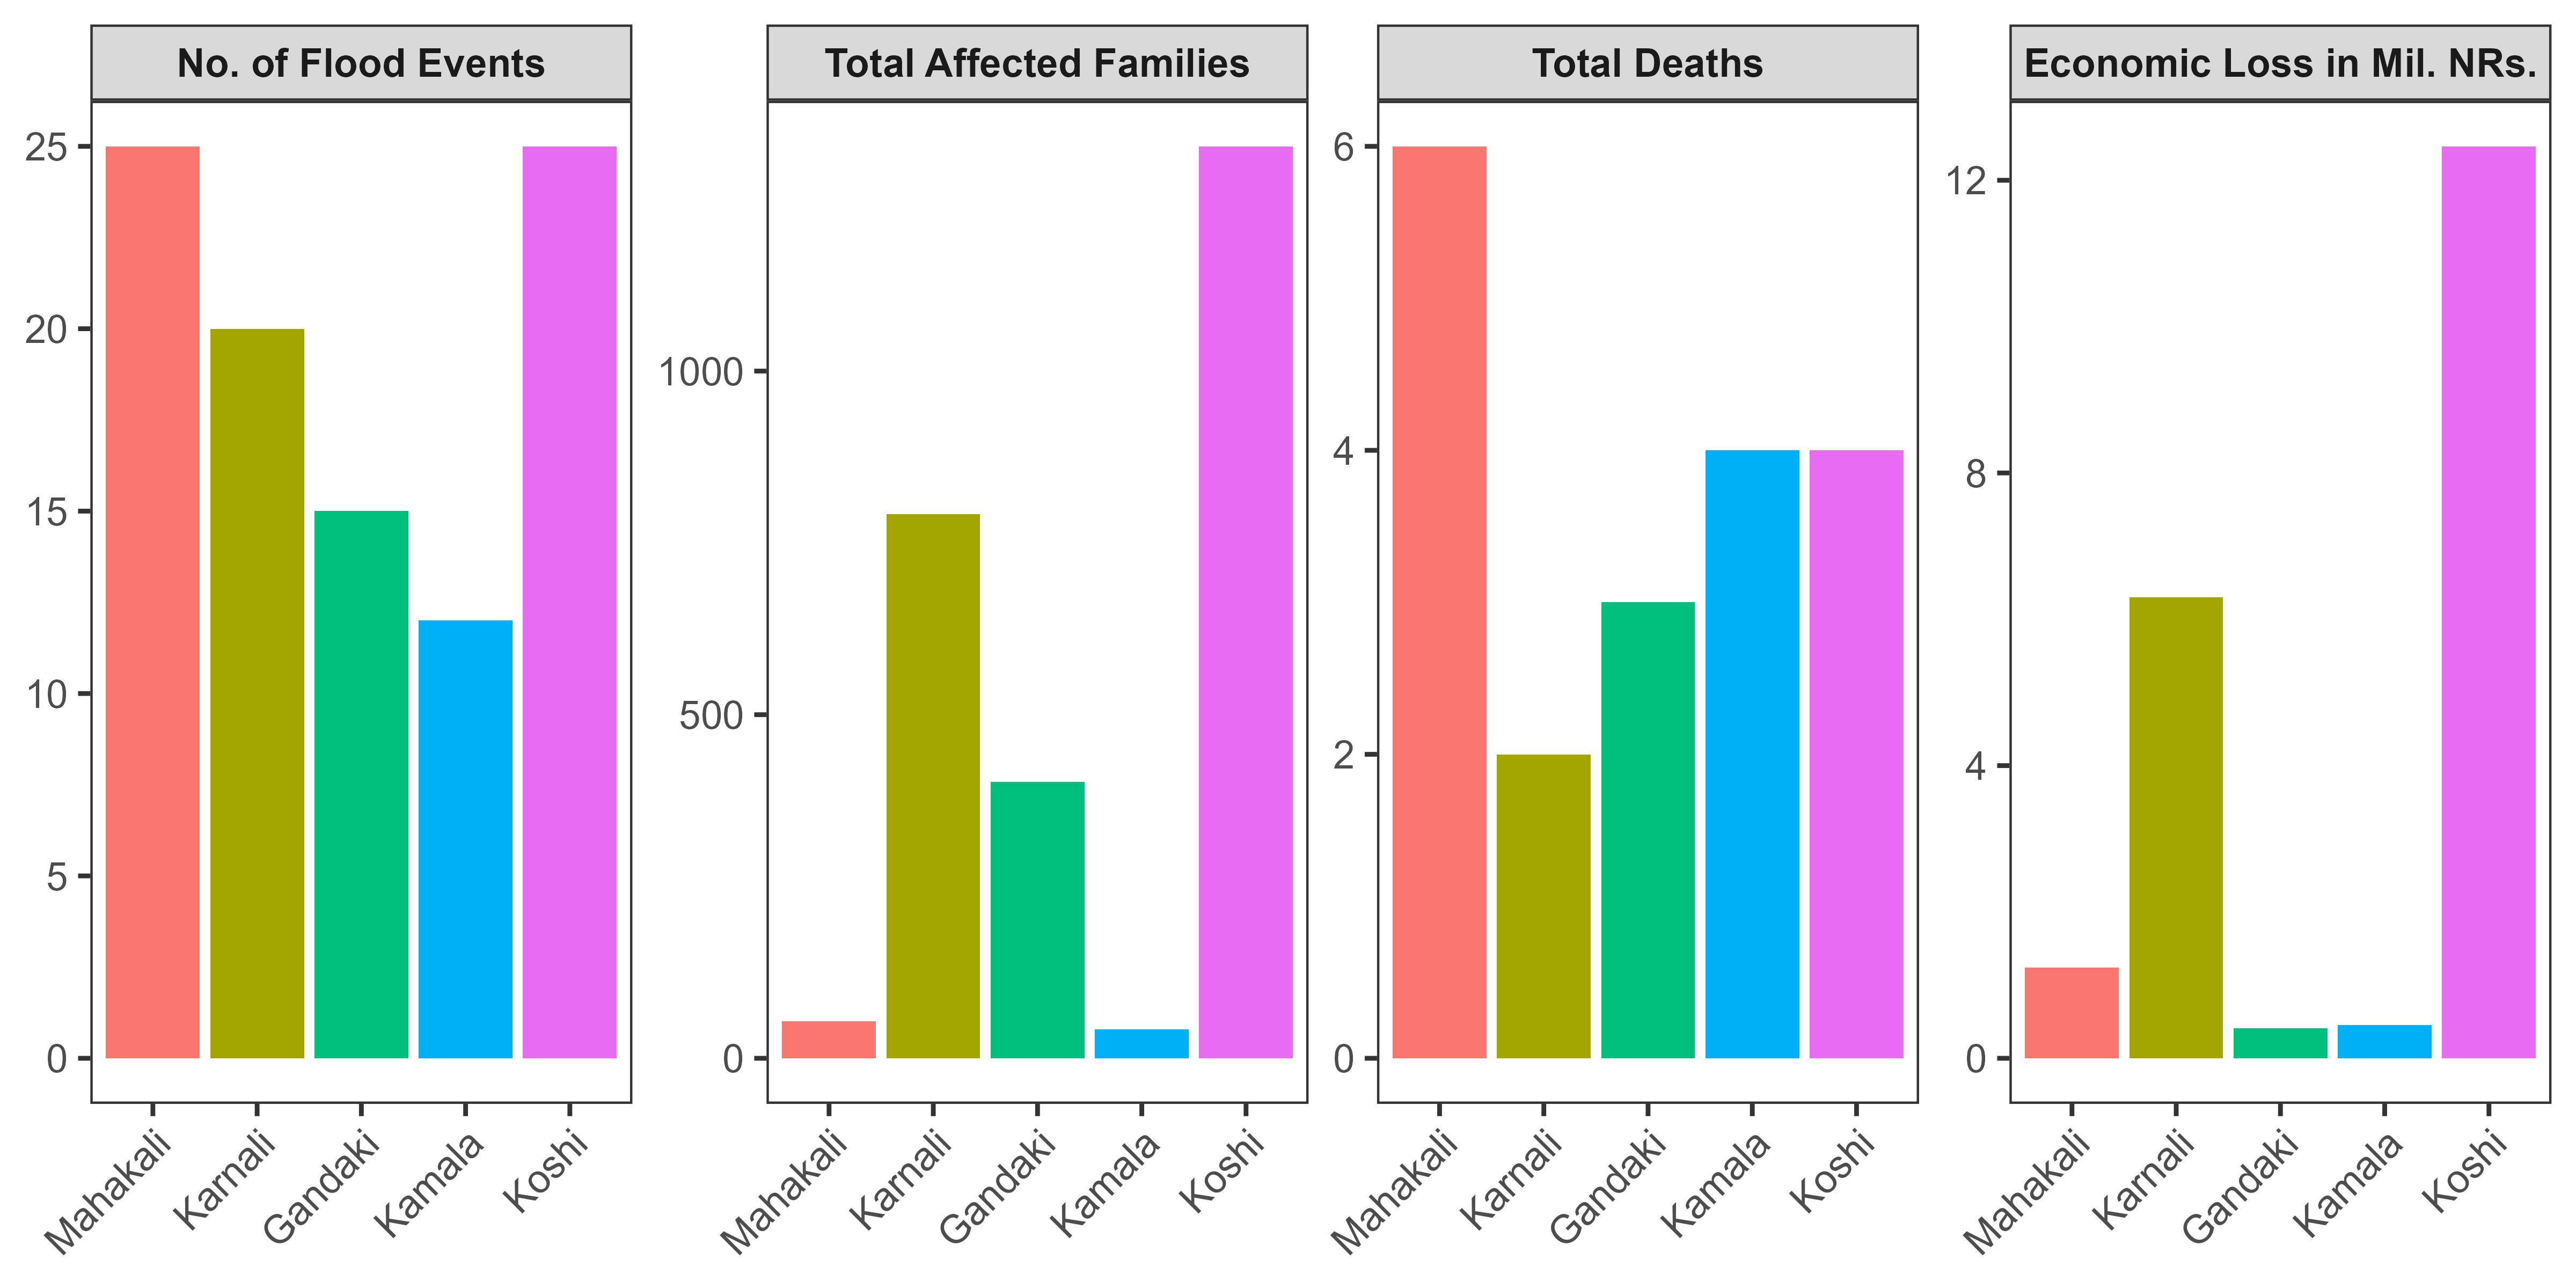 No. of Flood Events
Total Affected Families
Total Deaths
Economic Loss in Mil. NRs.
25
20
15
10
5
0
1000
500
0
6
4
2
0
12
8
4
0
Mahakali
Karnali
Gandaki
Kamala
Koshi
Mahakali
Karnali
Gandaki
Kamala
Koshi
Mahakali
Karnali
Gandaki
Kamala
Koshi
Mahakali
Karnali
Gandaki
Kamala
Koshi